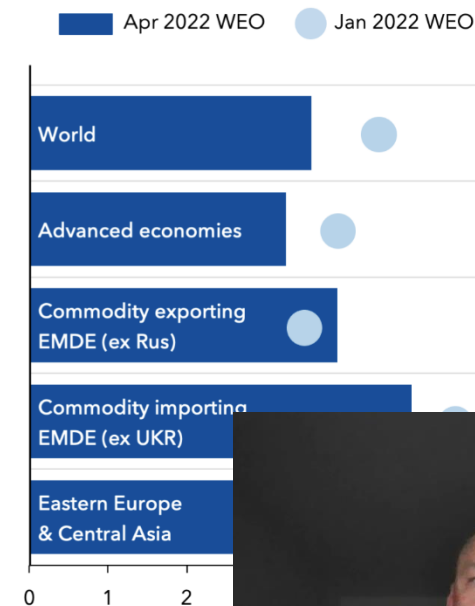 Apr 2022 WEO Jan 2022 WEO
World
Advanced economies
Commodity exporting
EMDE (ex Rus)
Commodity importing
EMDE (ex UKR)
Eastern Europe
& Central Asia
0 1 2